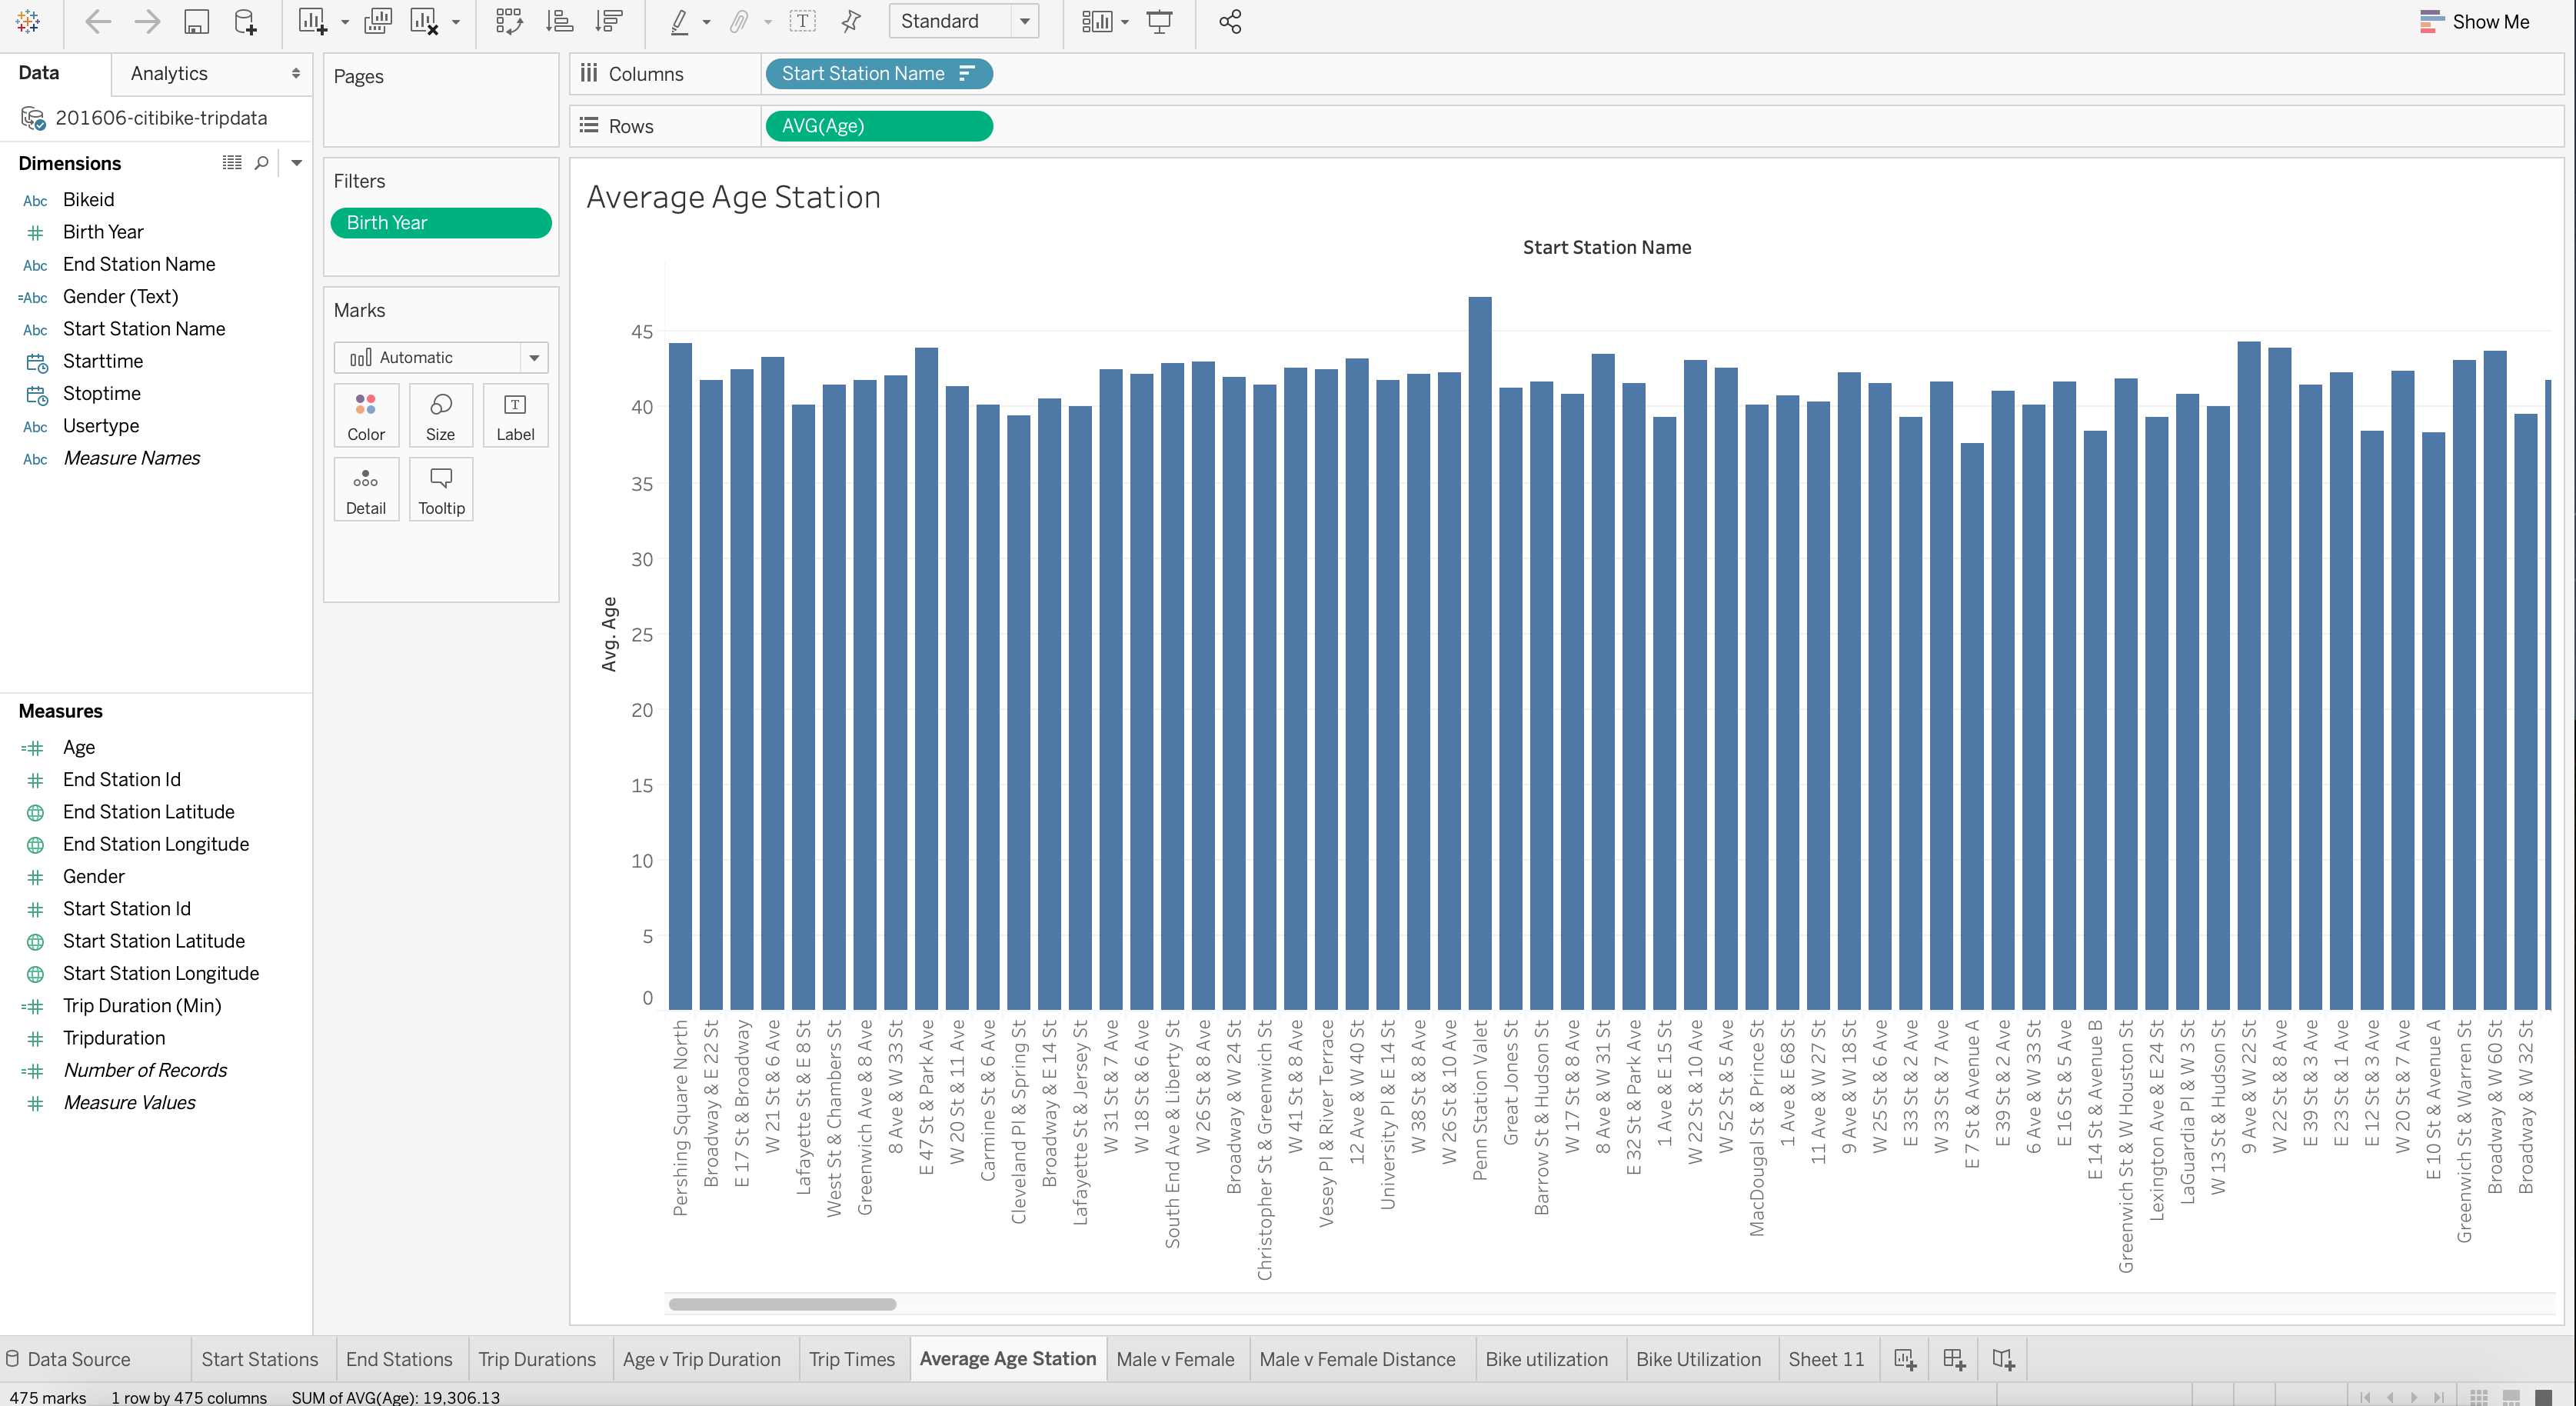 Standard
Show Me
Data
Analytics
201606-citibike-tripdata
Dimensions
Abc Bikeid
Birth Year
Abc End Station Name
=Abc Gender (Text)
Abc Start Station Name
Starttime
Stoptime
Abc Usertype
Abc Measure Names
Measures
Age
End Station Id
End Station Latitude
End Station Longitude
Gender
Start Station Id
Start Station Latitude
Start Station Longitude
Trip Duration (Min)
Tripduration
Number of Records
Measure Values
Pages
Filters
Birth Year
Marks
Automatic
Color
Size
T
Label
Detail
Tooltip
Columns
Start Station Name
Rows
AVG(Age)
Average Age Station
Start Station Name
Avg. Age
45
40
35
30
25
20
15
10
5
0
Pershing Square North
Broadway & E 22 St
E 17 St & Broadway
W 21 St & 6 Ave
Lafayette St & E 8 St
West St & Chambers St
Greenwich Ave & 8 Ave
8 Ave & W 33 St
E 47 St & Park Ave
W 20 St & 11 Ave
Carmine St & 6 Ave
Cleveland Pl & Spring St
Broadway & E 14 St
Lafayette St & Jersey St
W 31 St & 7 Ave
W 18 St & 6 Ave
South End Ave & Liberty St
W 26 St & 8 Ave
Broadway & W 24 St
Christopher St & Greenwich St
W 41 St & 8 Ave
Vesey Pl & River Terrace
12 Ave & W 40 St
University Pl & E 14 St
W 38 St & 8 Ave
W 26 St & 10 Ave
Penn Station Valet
Great Jones St
Barrow St & Hudson St
W 17 St & 8 Ave
8 Ave & W 31 St
E 32 St & Park Ave
1 Ave & E 15 St
W 22 St & 10 Ave
W 52 St & 5 Ave
MacDougal St & Prince St
1 Ave & E 68 St
11 Ave & W 27 St
9 Ave & W 18 St
W 25 St & 6 Ave
E 33 St & 2 Ave
W 33 St & 7 Ave
E 7 St & Avenue A
E 39 St & 2 Ave
6 Ave & W 33 St
E 16 St & 5 Ave
E 14 St & Avenue B
Greenwich St & W Houston St
Lexington Ave & E 24 St
LaGuardia Pl & W 3 St
W 13 St & Hudson St
9 Ave & W 22 St
W 22 St & 8 Ave
E 39 St & 3 Ave
E 23 St & 1 Ave
E 12 St & 3 Ave
W 20 St & 7 Ave
E 10 St & Avenue A
Greenwich St & Warren St
Broadway & W 60 St
Broadway & W 32 St
Data Source
Start Stations
End Stations
Trip Durations
Age v Trip Duration
Trip Times
Average Age Station
Male v Female
Male v Female Distance
Bike utilization
Bike Utilization
Sheet 11
475 marks
1 row by 475 columns
SUM of AVG(Age): 19,306.13